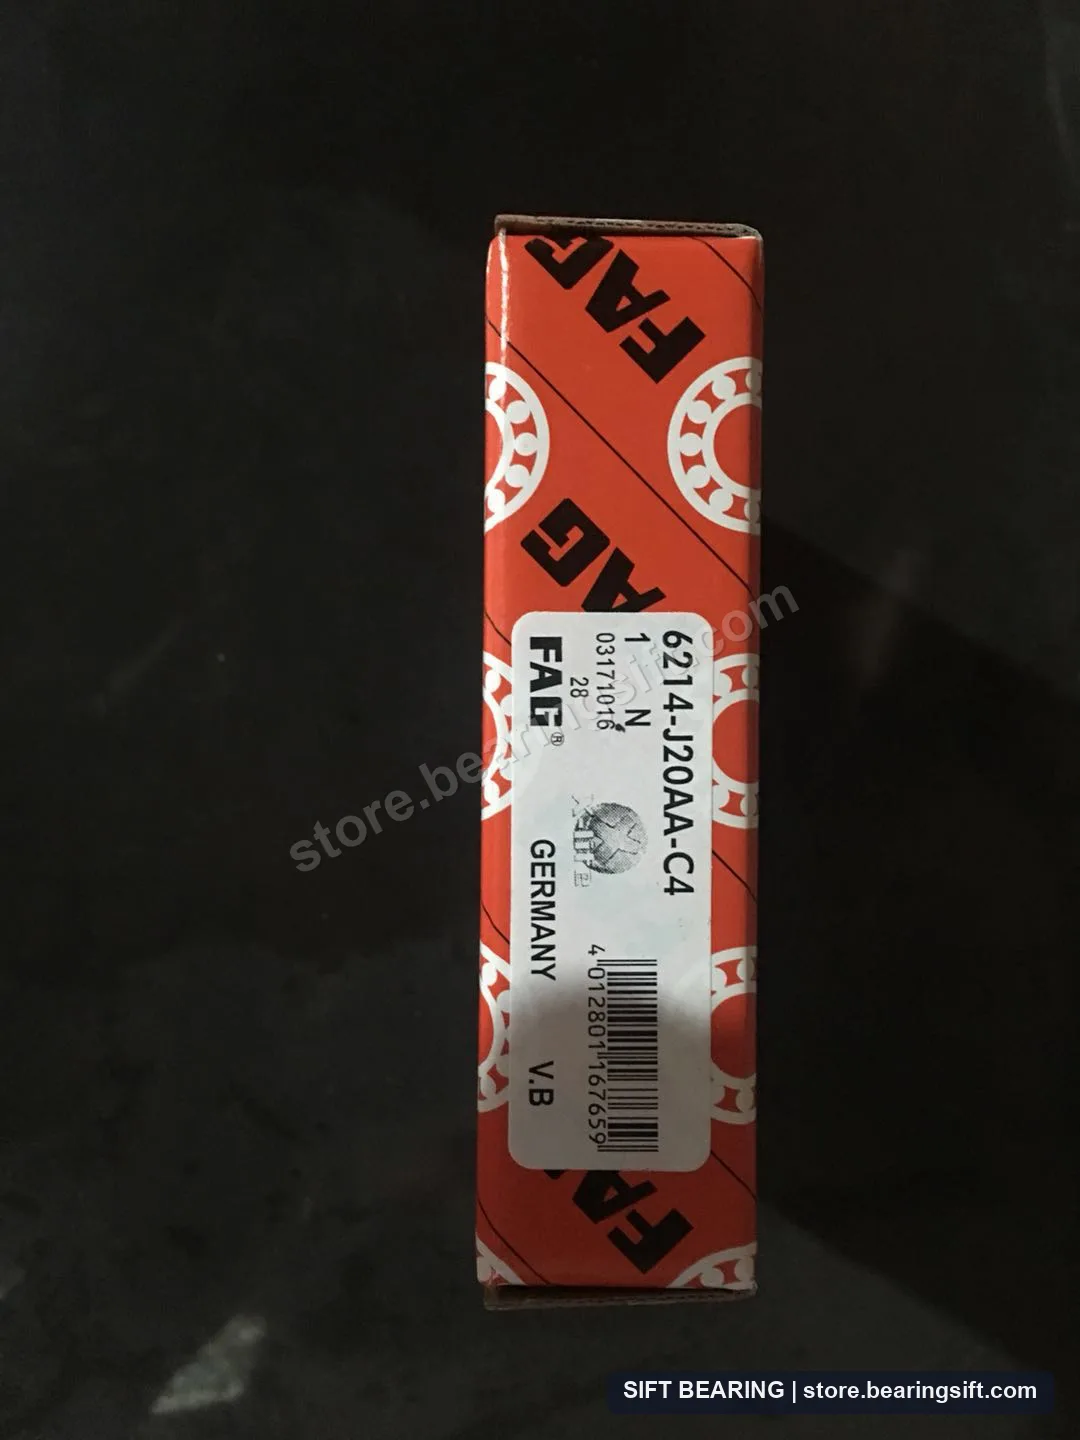 FAG
FAG
6214-J20AA-C4
1 N
03171016
28
FAG®
X-life
GERMANY V.B
4 012801 167659
FAG
store.bearingsift.com
SIFT BEARING | store.bearingsift.com